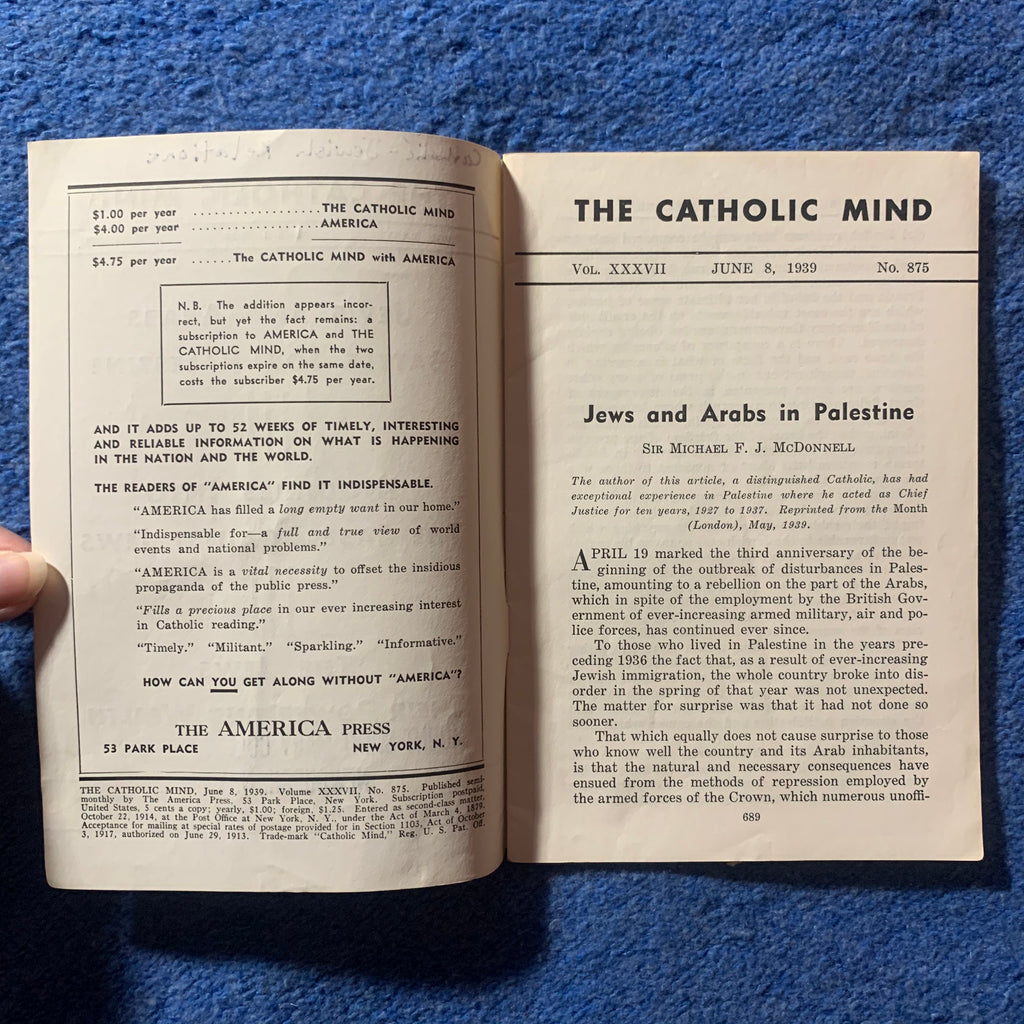 $1.00 per year ..................THE CATHOLIC MIND
$4.00 per year ..................AMERICA
$4.75 per year ......The CATHOLIC MIND with AMERICA
N. B. The addition appears incor-
rect, but yet the fact remains: a
subscription to AMERICA and THE
CATHOLIC MIND, when the two
subscriptions expire on the same date,
costs the subscriber $4.75 per year.
AND IT ADDS UP TO 52 WEEKS OF TIMELY, INTERESTING
AND RELIABLE INFORMATION ON WHAT IS HAPPENING
IN THE NATION AND THE WORLD.
THE READERS OF "AMERICA" FIND IT INDISPENSABLE.
"AMERICA has filled a long empty want in our home."
"Indispensable for—a full and true view of world
events and national problems."
"AMERICA is a vital necessity to offset the insidious
propaganda of the public press."
"Fills a precious place in our ever increasing interest
in Catholic reading."
"Timely." "Militant." "Sparkling." "Informative."
HOW CAN YOU GET ALONG WITHOUT "AMERICA"?
THE AMERICA PRESS
53 PARK PLACE NEW YORK, N. Y.
THE CATHOLIC MIND, June 8, 1939. Volume XXXVII, No. 875. Published semi-
monthly by The America Press, 53 Park Place, New York. Subscription postpaid,
United States, 5 cents a copy; yearly, $1.00; foreign, $1.25. Entered as second-class matter,
October 22, 1914, at the Post Office at New York, N. Y., under the Act of March 4, 1879.
Acceptance for mailing at special rates of postage provided for in Section 1103, Act of October
3, 1917, authorized on June 29, 1913. Trade-mark "Catholic Mind," Reg. U. S. Pat. Off.
THE CATHOLIC MIND
VOL. XXXVII JUNE 8, 1939 No. 875
Jews and Arabs in Palestine
SIR MICHAEL F. J. MCDONNELL
The author of this article, a distinguished Catholic, has had
exceptional experience in Palestine where he acted as Chief
Justice for ten years, 1927 to 1937. Reprinted from the Month
(London), May, 1939.
APRIL 19 marked the third anniversary of the be-
ginning of the outbreak of disturbances in Pales-
tine, amounting to a rebellion on the part of the Arabs,
which in spite of the employment by the British Gov-
ernment of ever-increasing armed military, air and po-
lice forces, has continued ever since.
To those who lived in Palestine in the years pre-
ceding 1936 the fact that, as a result of ever-increasing
Jewish immigration, the whole country broke into dis-
order in the spring of that year was not unexpected.
The matter for surprise was that it had not done so
sooner.
That which equally does not cause surprise to those
who know well the country and its Arab inhabitants,
is that the natural and necessary consequences have
ensued from the methods of repression employed by
the armed forces of the Crown, which numerous unoffi-
689